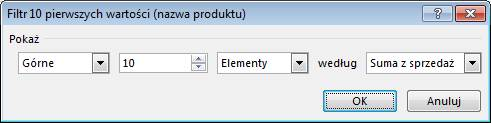 Filtr 10 pierwszych wartości (nazwa produktu)
Pokaż
Górne 10 Elementy według Suma z sprzedaż
OK Anuluj